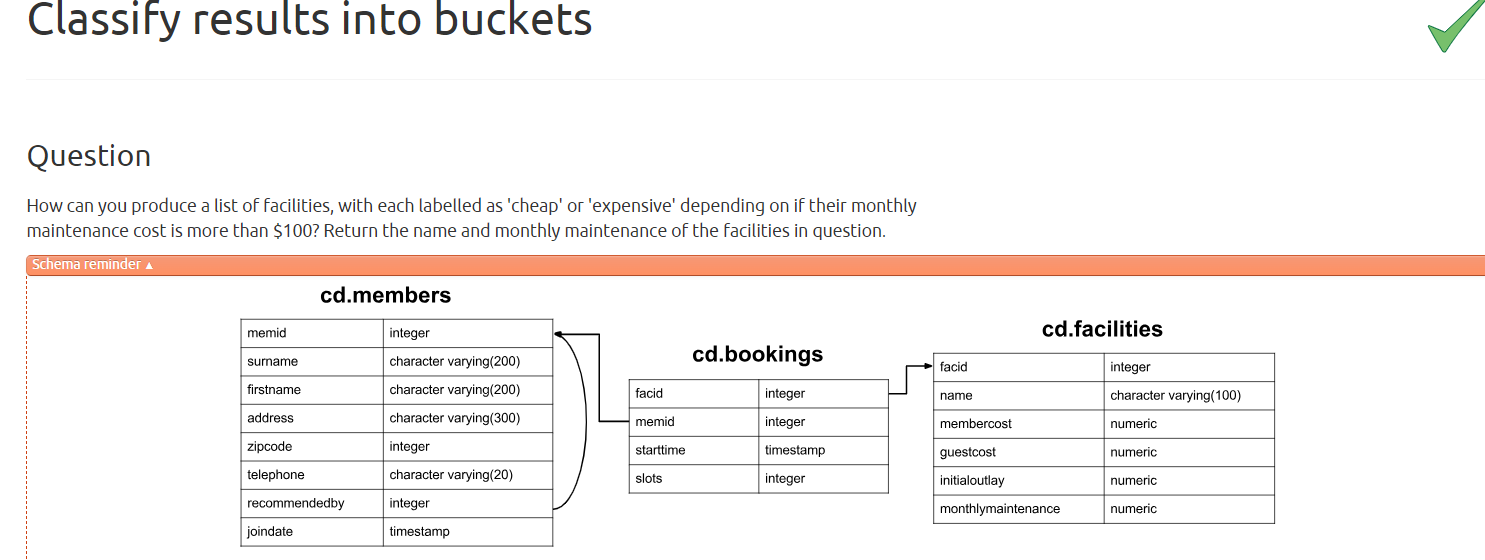 Classify results into buckets
Question
How can you produce a list of facilities, with each labelled as 'cheap' or 'expensive' depending on if their monthly
maintenance cost is more than $100? Return the name and monthly maintenance of the facilities in question.
Schema reminder ▲
cd.members
memid integer
surname character varying(200)
firstname character varying(200)
address character varying(300)
zipcode integer
telephone character varying(20)
recommendedby integer
joindate timestamp
cd.bookings
facid integer
memid integer
starttime timestamp
slots integer
cd.facilities
facid integer
name character varying(100)
membercost numeric
guestcost numeric
initialoutlay numeric
monthlymaintenance numeric